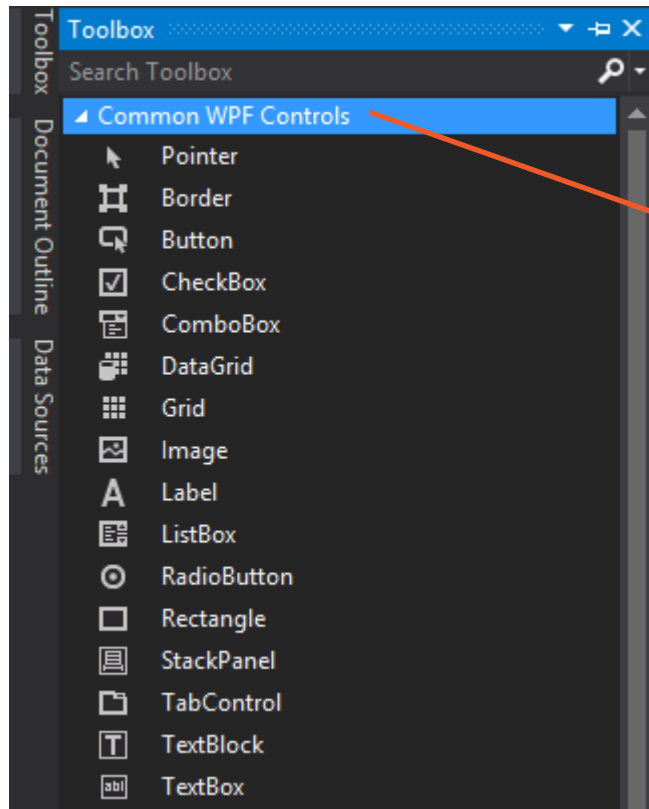 Toolbox
Search Toolbox
Common WPF Controls
Pointer
Border
Button
CheckBox
ComboBox
DataGrid
Grid
Image
A Label
ListBox
RadioButton
Rectangle
StackPanel
TabControl
T TextBlock
abl TextBox
Toolbox
Document Outline
Data Sources